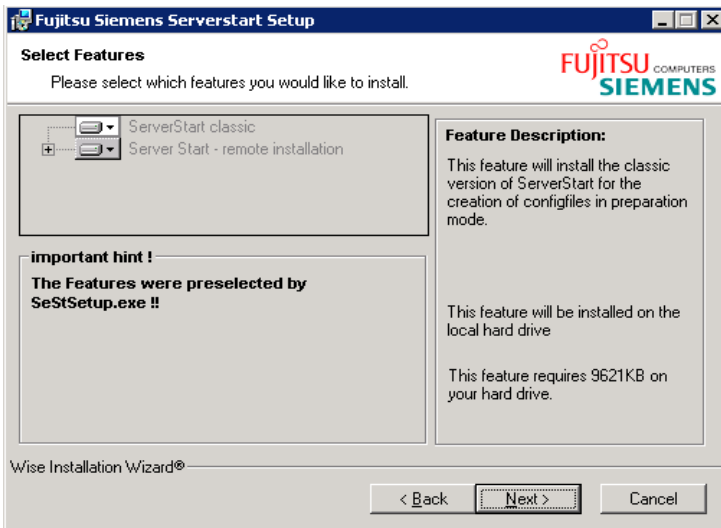 Fujitsu Siemens Serverstart Setup
Select Features
Please select which features you would like to install.
FUJITSU COMPUTERS
SIEMENS
ServerStart classic
Server Start - remote installation
important hint !
The Features were preselected by
SeStSetup.exe !!
Feature Description:
This feature will install the classic
version of ServerStart for the
creation of configfiles in preparation
mode.
This feature will be installed on the
local hard drive
This feature requires 9621KB on
your hard drive.
Wise Installation Wizard®
< Back
Next >
Cancel